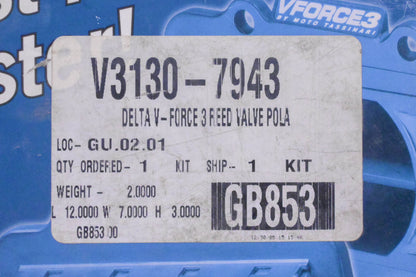 VFORCE3
BY MOTO TASSINARI
ster!
V3130-7943
DELTA V-FORCE 3 REED VALVE POLA
LOC- GU.02.01
QTY ORDERED- 1 KIT SHIP- 1 KIT
WEIGHT - 2.0000
L 12.0000 W 7.0000 H 3.0000
GB853
GB853 00